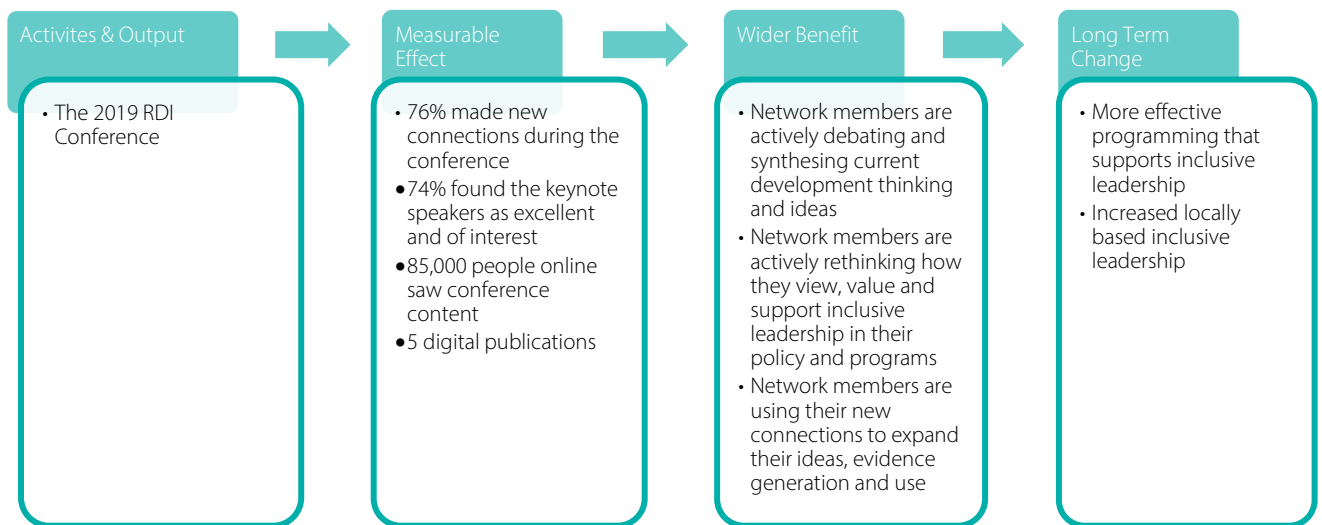 Activites & Output
• The 2019 RDI
Conference
Measurable
Effect
• 76% made new
connections during the
conference
•74% found the keynote
speakers as excellent
and of interest
•85,000 people online
saw conference
content
•5 digital publications
Wider Benefit
• Network members are
actively debating and
synthesing current
development thinking
and ideas
• Network members are
actively rethinking how
they view, value and
support inclusive
leadership in their
policy and programs
• Network members are
using their new
connections to expand
their ideas, evidence
generation and use
Long Term
Change
• More effective
programming that
supports inclusive
leadership
• Increased locally
based inclusive
leadership